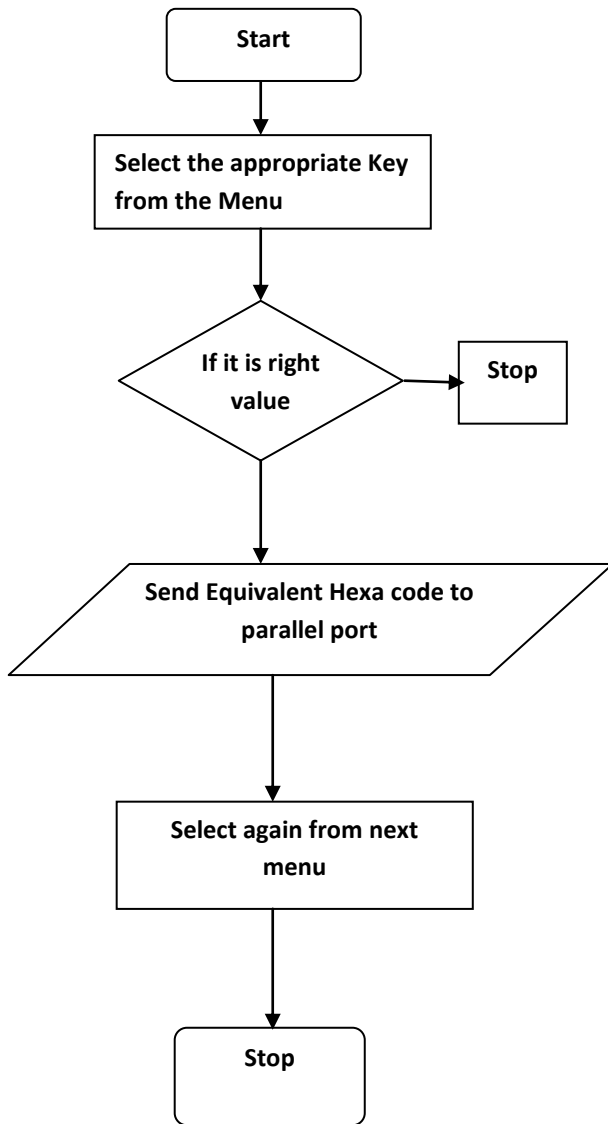 Start
Select the appropriate Key
from the Menu
If it is right
value
Stop
Send Equivalent Hexa code to
parallel port
Select again from next
menu
Stop